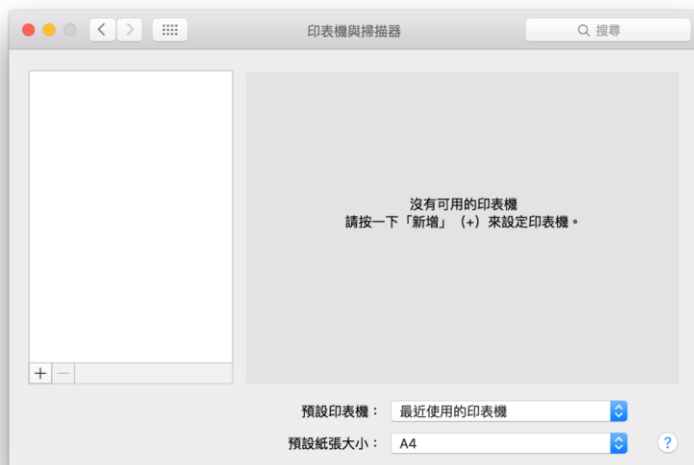 印表機與掃描器
搜尋
沒有可用的印表機
請按一下「新增」(+)來設定印表機。
預設印表機：
最近使用的印表機
預設紙張大小：
A4
?